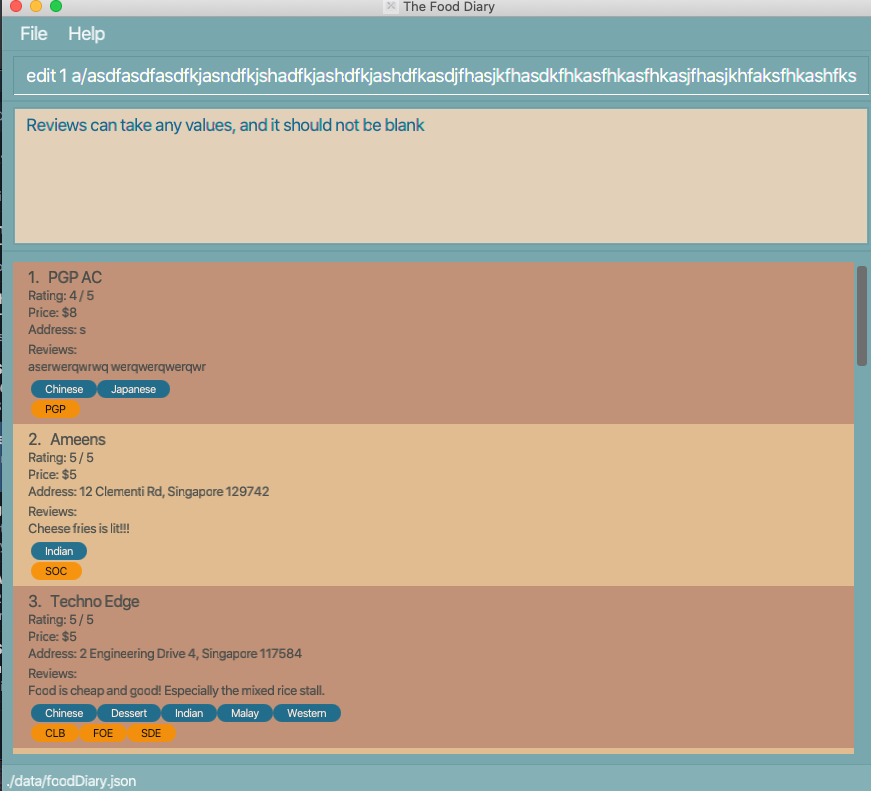 The Food Diary
File Help
edit 1 a/asdfasdfasdfkjasndfkjshadfkjashdfkjashdfkasdjfhasjkfhasdkfhkasfhkasfhkasjfhasjkhfaksfhkashfks
Reviews can take any values, and it should not be blank
1. PGP AC
Rating: 4 / 5
Price: $8
Address: s
Reviews:
aserwerqwrwq werqwerqwerqwr
Chinese Japanese
PGP
2. Ameens
Rating: 5 / 5
Price: $5
Address: 12 Clementi Rd, Singapore 129742
Reviews:
Cheese fries is lit!!!
Indian
SOC
3. Techno Edge
Rating: 5 / 5
Price: $5
Address: 2 Engineering Drive 4, Singapore 117584
Reviews:
Food is cheap and good! Especially the mixed rice stall.
Chinese Dessert Indian Malay Western
CLB FOE SDE
./data/foodDiary.json